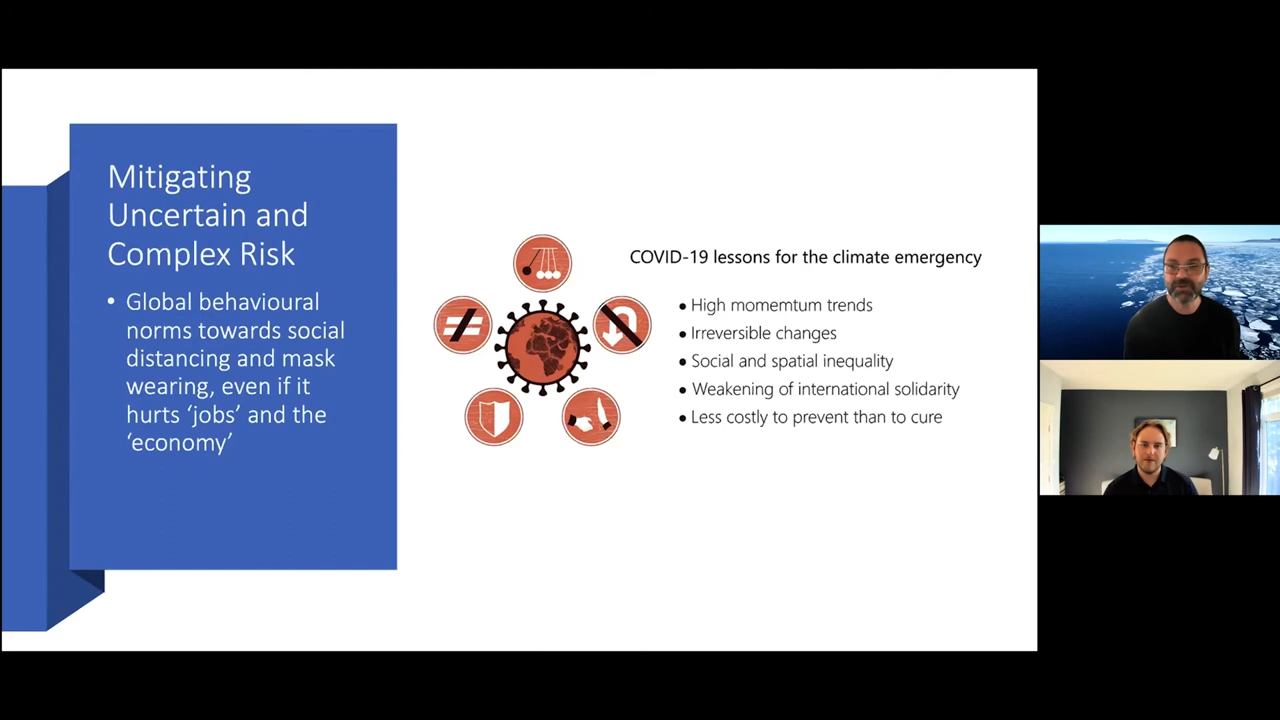 Mitigating
Uncertain and
Complex Risk
• Global behavioural
norms towards social
distancing and mask
wearing, even if it
hurts ‘jobs’ and the
‘economy’
COVID-19 lessons for the climate emergency
• High momemtum trends
• Irreversible changes
• Social and spatial inequality
• Weakening of international solidarity
• Less costly to prevent than to cure